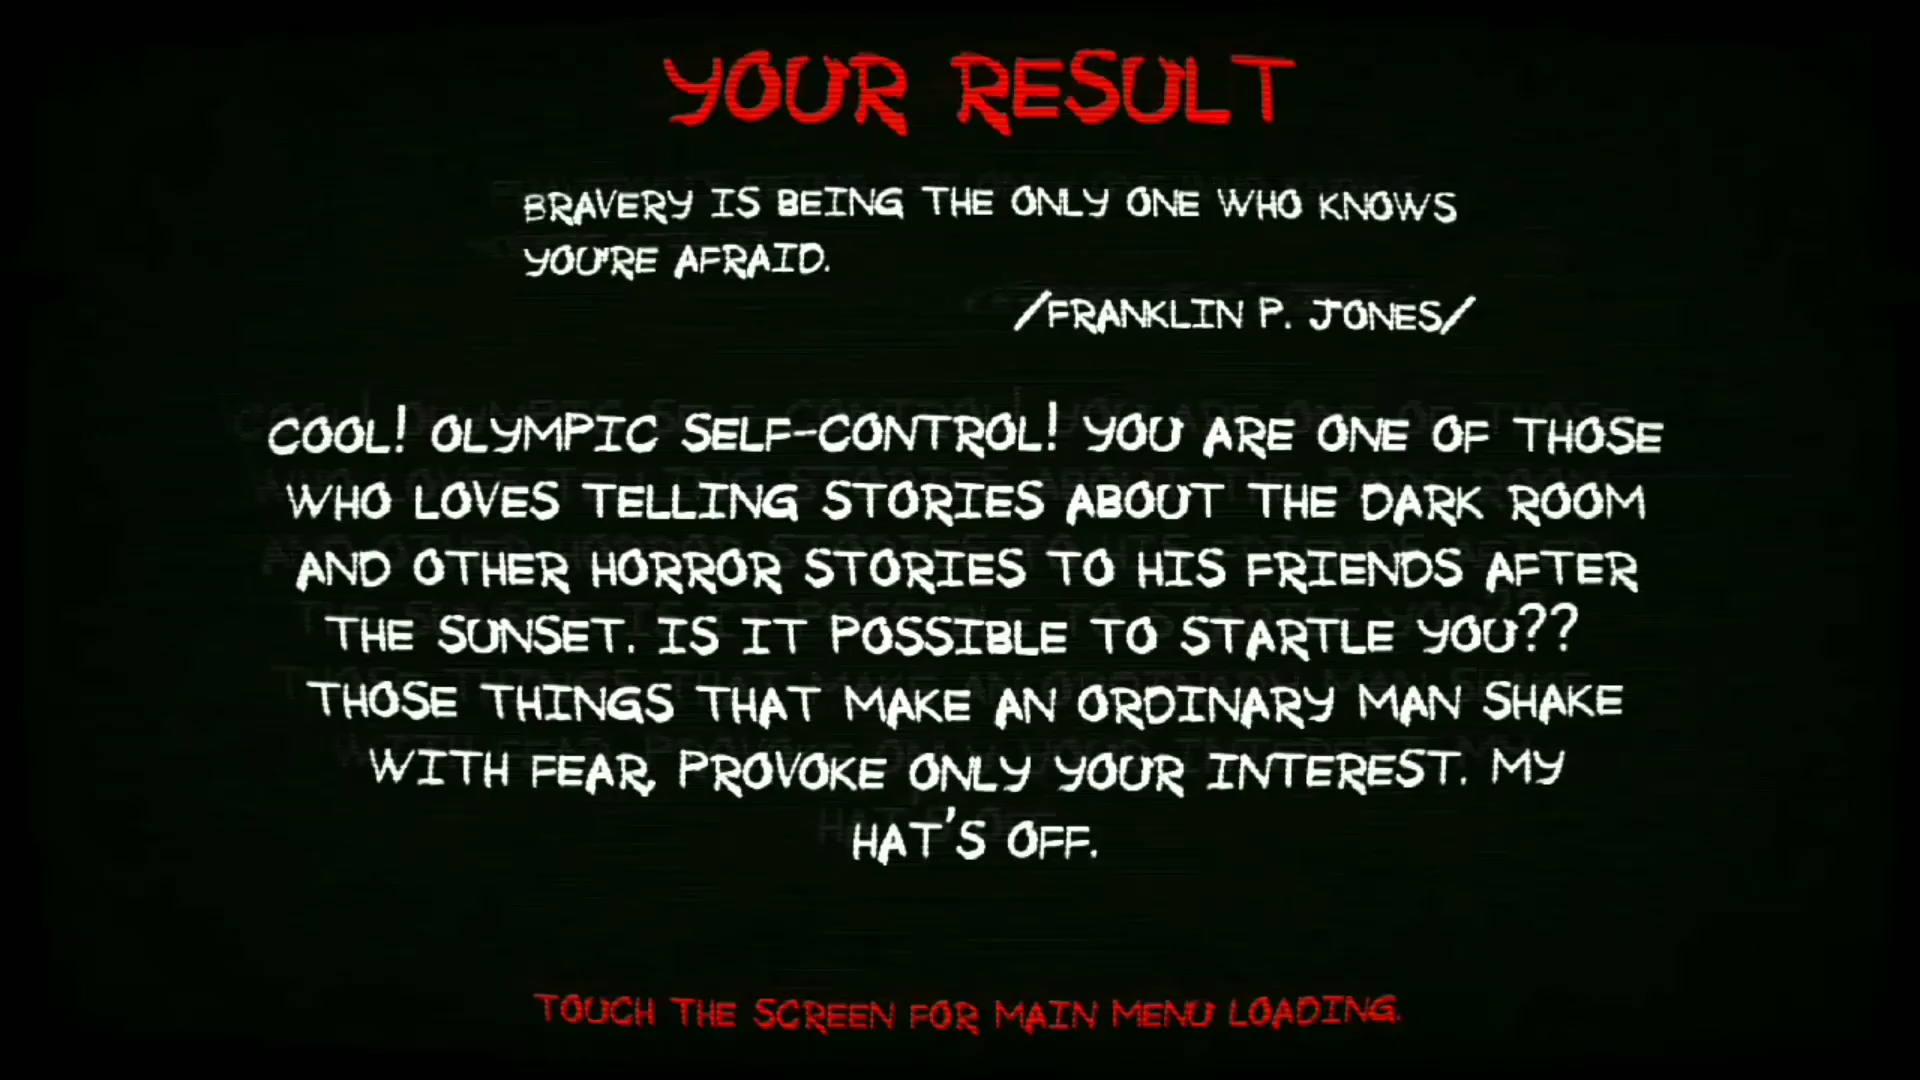 YOUR RESULT
BRAVERY IS BEING THE ONLY ONE WHO KNOWS
YOU'RE AFRAID.
/FRANKLIN P. JONES/
COOL! OLYMPIC SELF-CONTROL! YOU ARE ONE OF THOSE
WHO LOVES TELLING STORIES ABOUT THE DARK ROOM
AND OTHER HORROR STORIES TO HIS FRIENDS AFTER
THE SUNSET. IS IT POSSIBLE TO STARTLE YOU??
THOSE THINGS THAT MAKE AN ORDINARY MAN SHAKE
WITH FEAR, PROVOKE ONLY YOUR INTEREST. MY
HAT'S OFF.
TOUCH THE SCREEN FOR MAIN MENU LOADING.